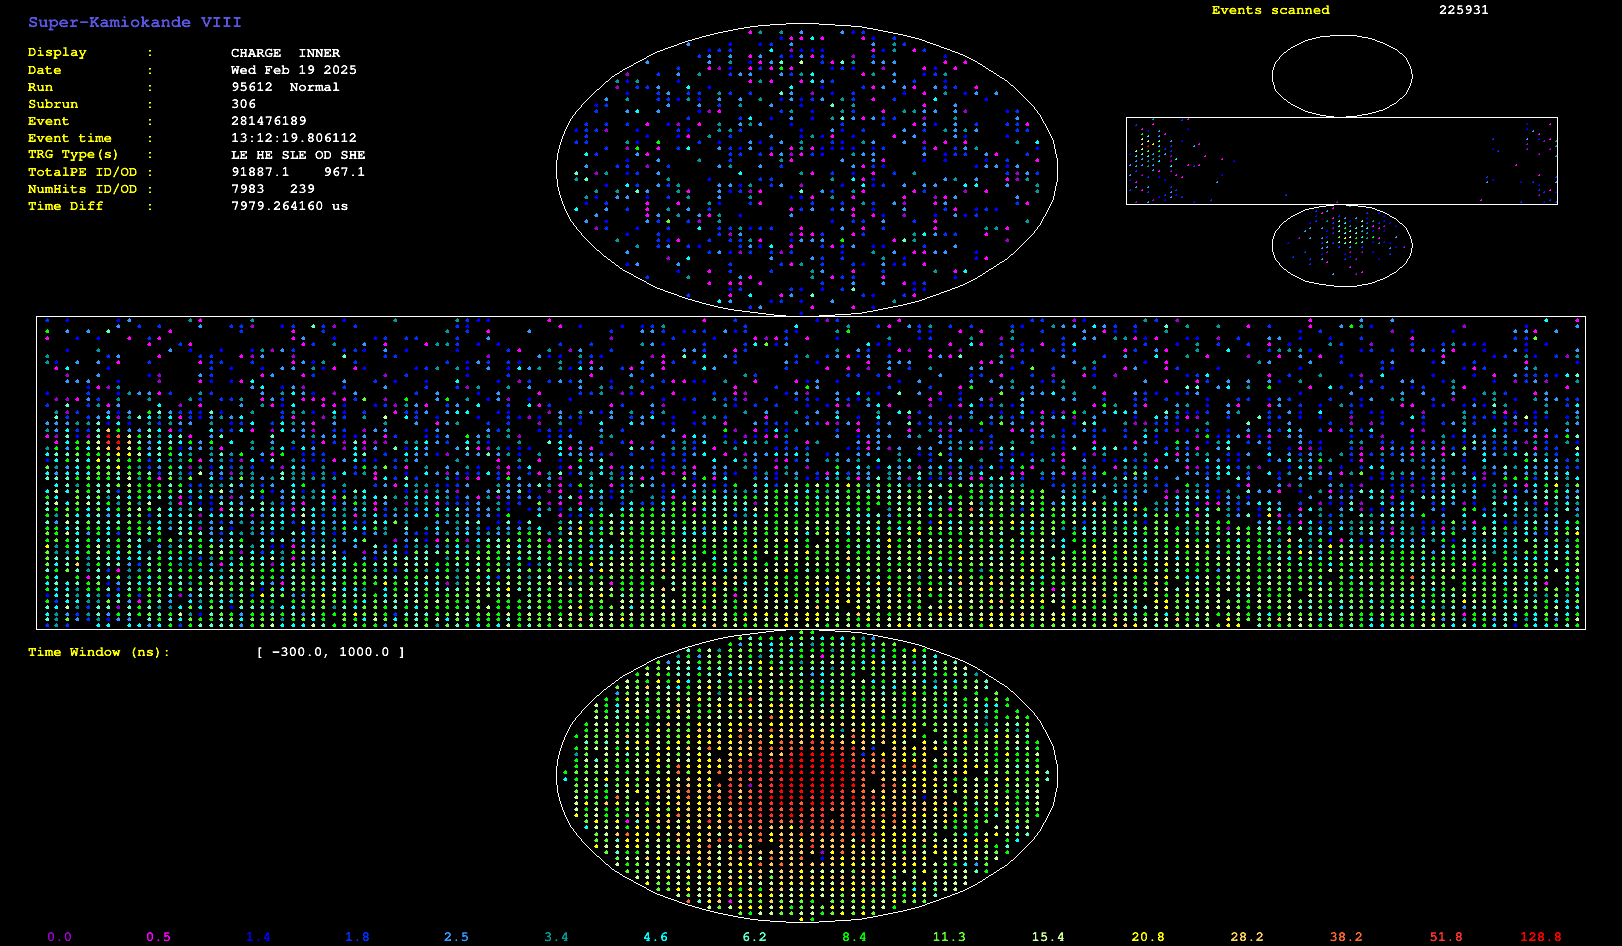 Super-Kamiokande VIII
Events scanned 225931
Display : CHARGE INNER
Date : Wed Feb 19 2025
Run : 95612 Normal
Subrun : 306
Event : 281476189
Event time : 13:12:19.806112
TRG Type(s) : LE HE SLE OD SHE
TotalPE ID/OD : 91887.1 967.1
NumHits ID/OD : 7983 239
Time Diff : 7979.264160 us
Time Window (ns): [ -300.0, 1000.0 ]
0.0 0.5 1.4 1.8 2.5 3.4 4.6 6.2 8.4 11.3 15.4 20.8 28.2 38.2 51.8 128.8